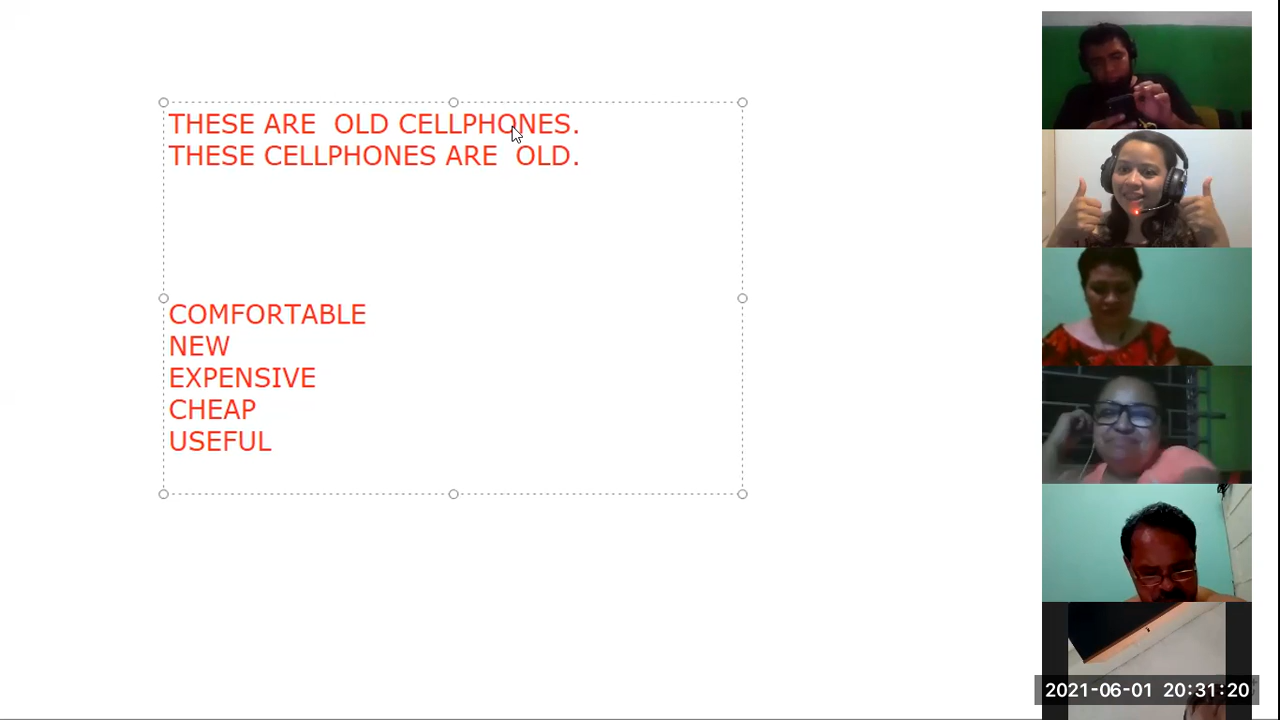 THESE ARE  OLD CELLPHONES.
THESE CELLPHONES ARE  OLD.
COMFORTABLE
NEW
EXPENSIVE
CHEAP
USEFUL
2021-06-01 20:31:20